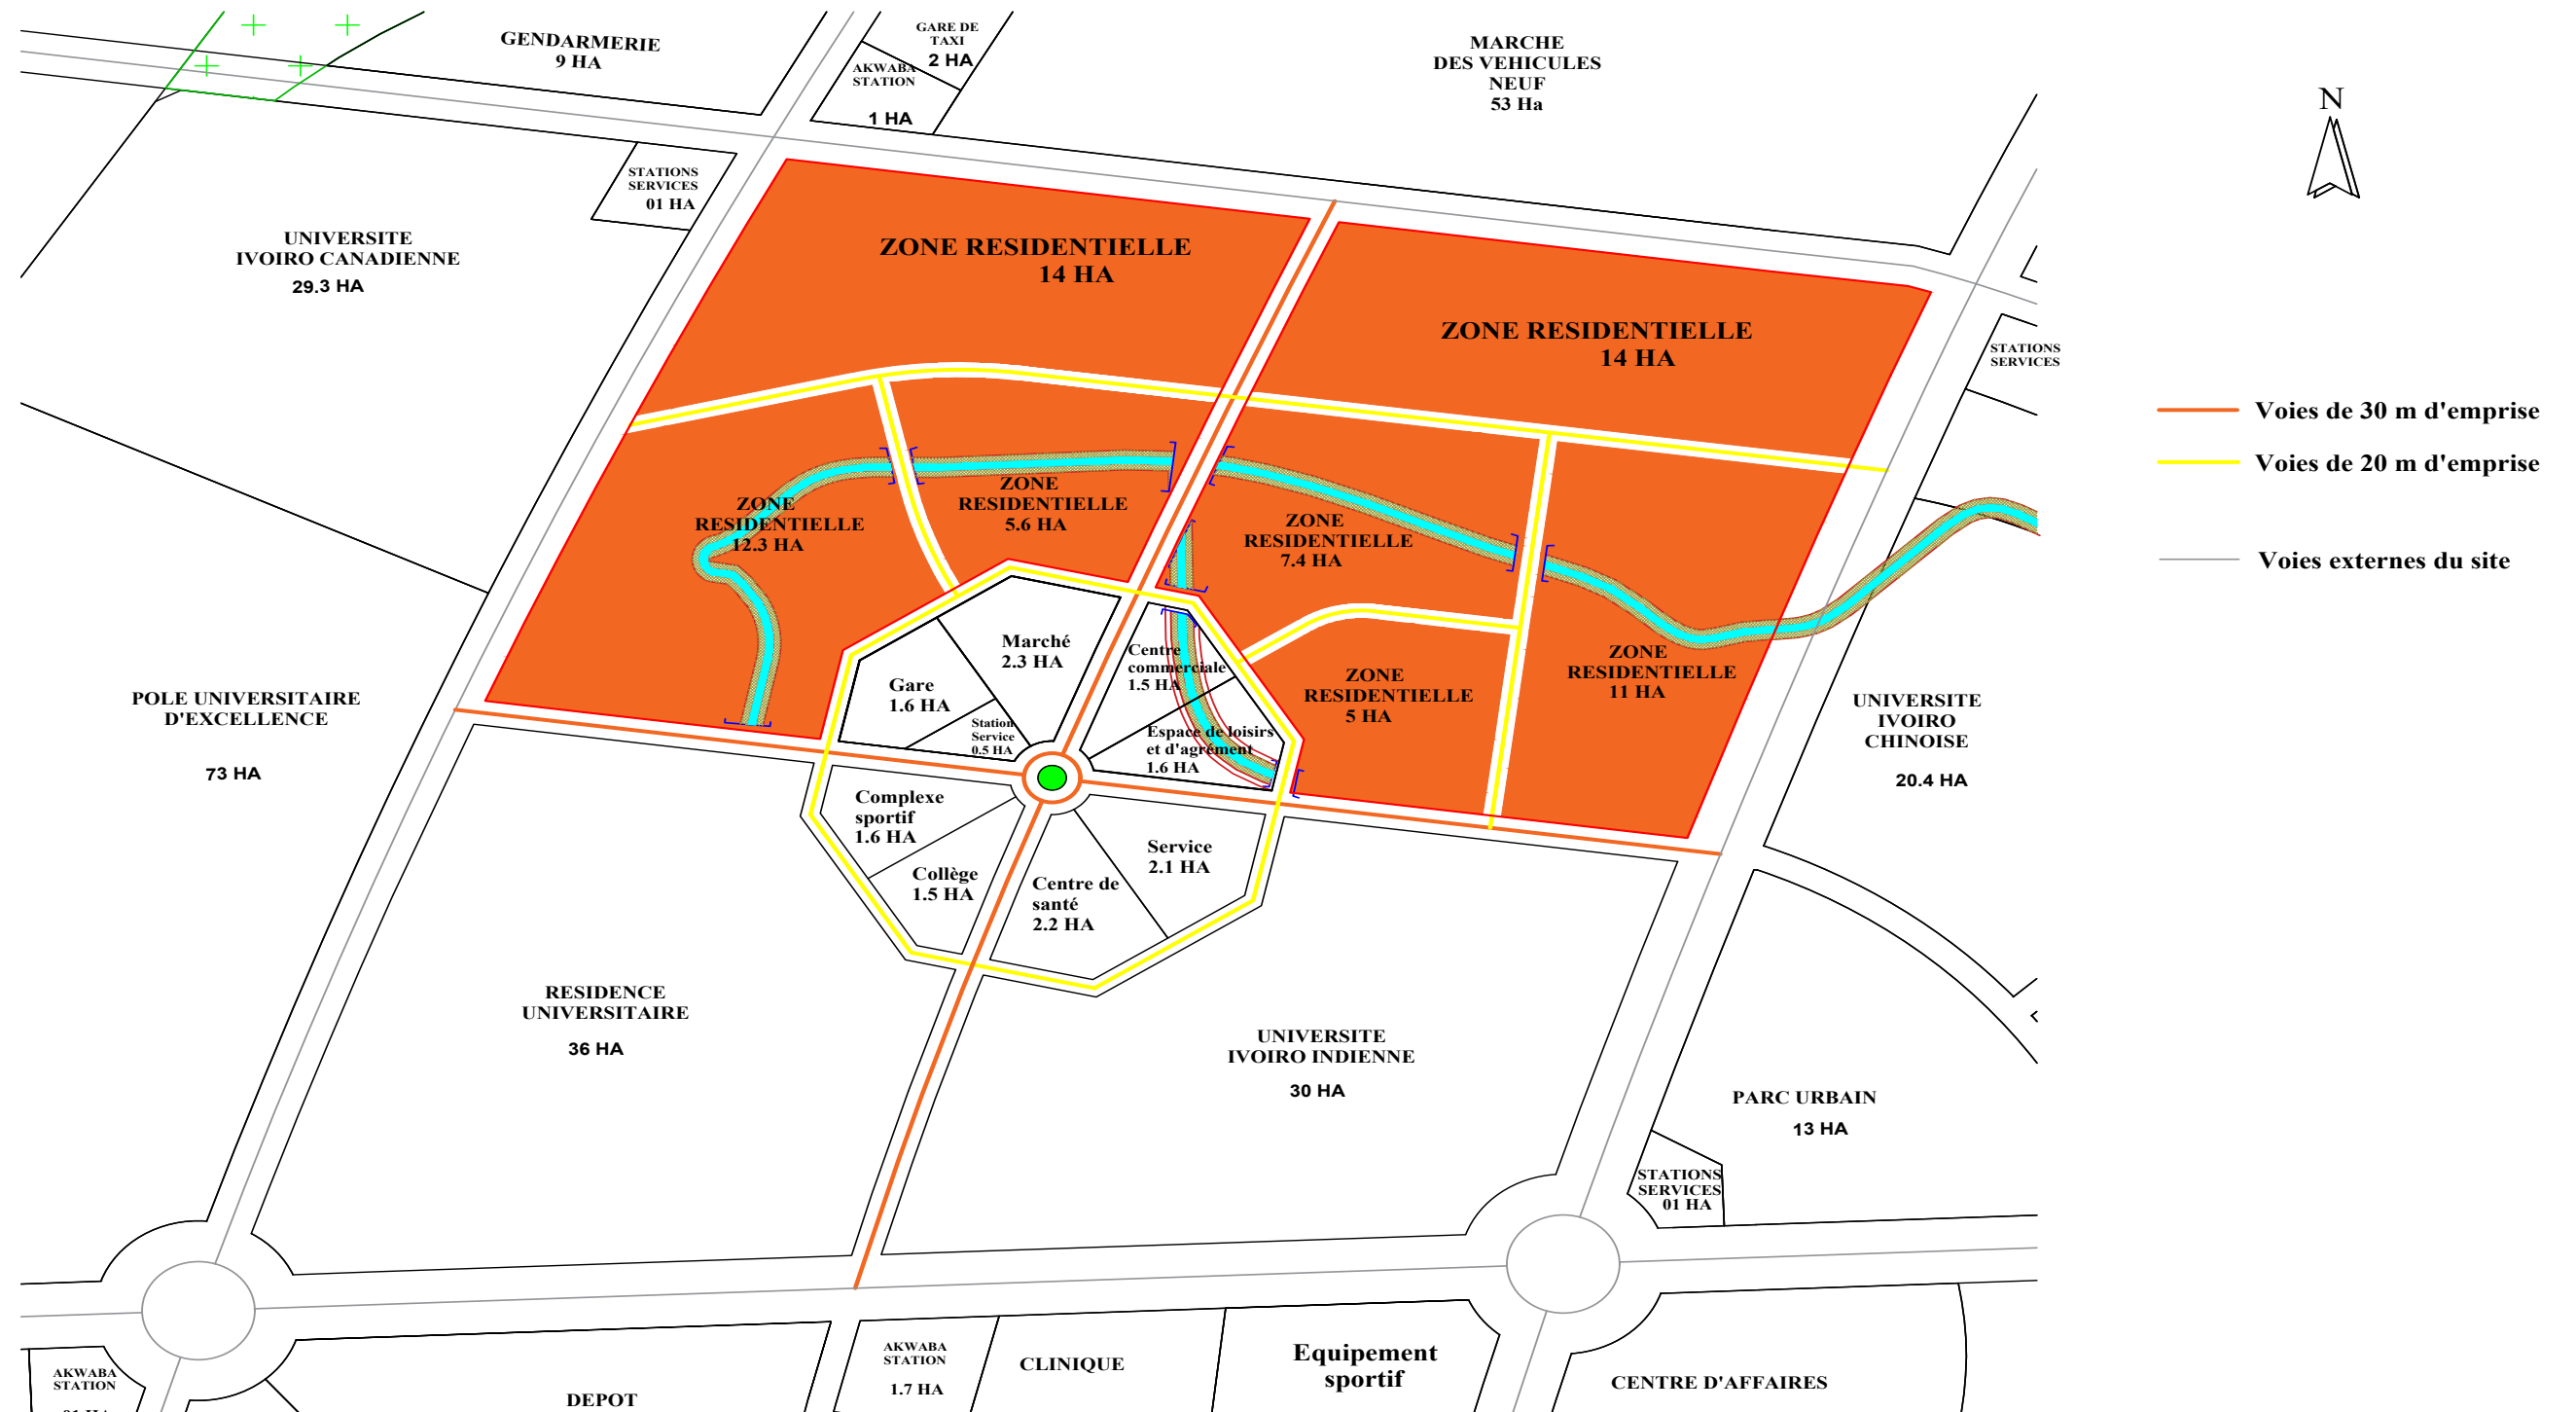 GENDARMERIE
9 HA
GARE DE
TAXI
2 HA
AKWABA
STATION
1 HA
MARCHE
DES VEHICULES
NEUF
53 Ha
N
STATIONS
SERVICES
01 HA
UNIVERSITE
IVOIRO CANADIENNE
29.3 HA
ZONE RESIDENTIELLE
14 HA
ZONE RESIDENTIELLE
14 HA
STATIONS
SERVICES
Voies de 30 m d'emprise
Voies de 20 m d'emprise
Voies externes du site
ZONE
RESIDENTIELLE
12.3 HA
ZONE
RESIDENTIELLE
5.6 HA
ZONE
RESIDENTIELLE
7.4 HA
ZONE
RESIDENTIELLE
5 HA
ZONE
RESIDENTIELLE
11 HA
Marché
2.3 HA
Gare
1.6 HA
Station
Service
0.5 HA
Centre
commerciale
1.5 HA
Espace de loisirs
et d'agrément
1.6 HA
POLE UNIVERSITAIRE
D'EXCELLENCE
73 HA
UNIVERSITE
IVOIRO
CHINOISE
20.4 HA
Complexe
sportif
1.6 HA
Collège
1.5 HA
Centre de
santé
2.2 HA
Service
2.1 HA
RESIDENCE
UNIVERSITAIRE
36 HA
UNIVERSITE
IVOIRO INDIENNE
30 HA
PARC URBAIN
13 HA
STATIONS
SERVICES
01 HA
AKWABA
STATION
DEPOT
AKWABA
STATION
1.7 HA
CLINIQUE
Equipement
sportif
CENTRE D'AFFAIRES